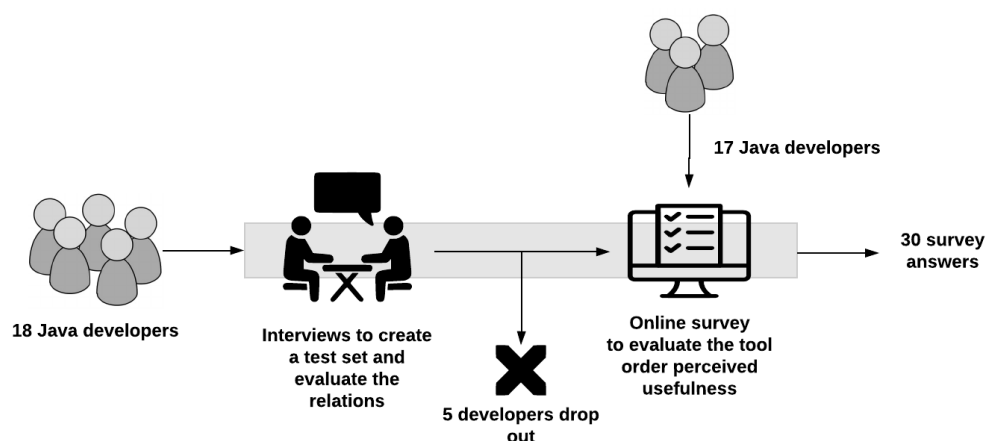 17 Java developers
18 Java developers
Interviews to create
a test set and
evaluate the
relations
5 developers drop
out
Online survey
to evaluate the tool
order perceived
usefulness
30 survey
answers